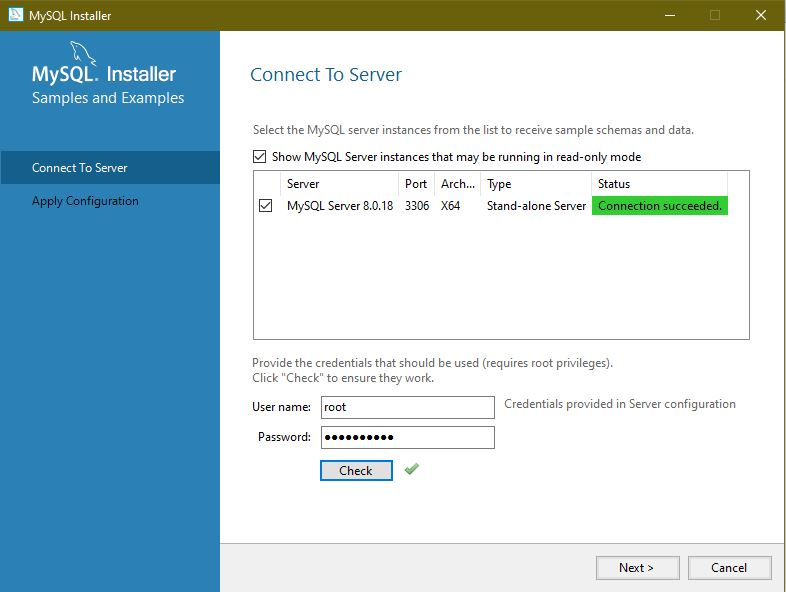 MySQL Installer
MySQL. Installer
Samples and Examples
Connect To Server
Apply Configuration
Connect To Server
Select the MySQL server instances from the list to receive sample schemas and data.
Show MySQL Server instances that may be running in read-only mode
Server Port Arch... Type Status
MySQL Server 8.0.18 3306 X64 Stand-alone Server Connection succeeded.
Provide the credentials that should be used (requires root privileges).
Click "Check" to ensure they work.
User name: root Credentials provided in Server configuration
Password: ●●●●●●●●●●
Check
Next > Cancel